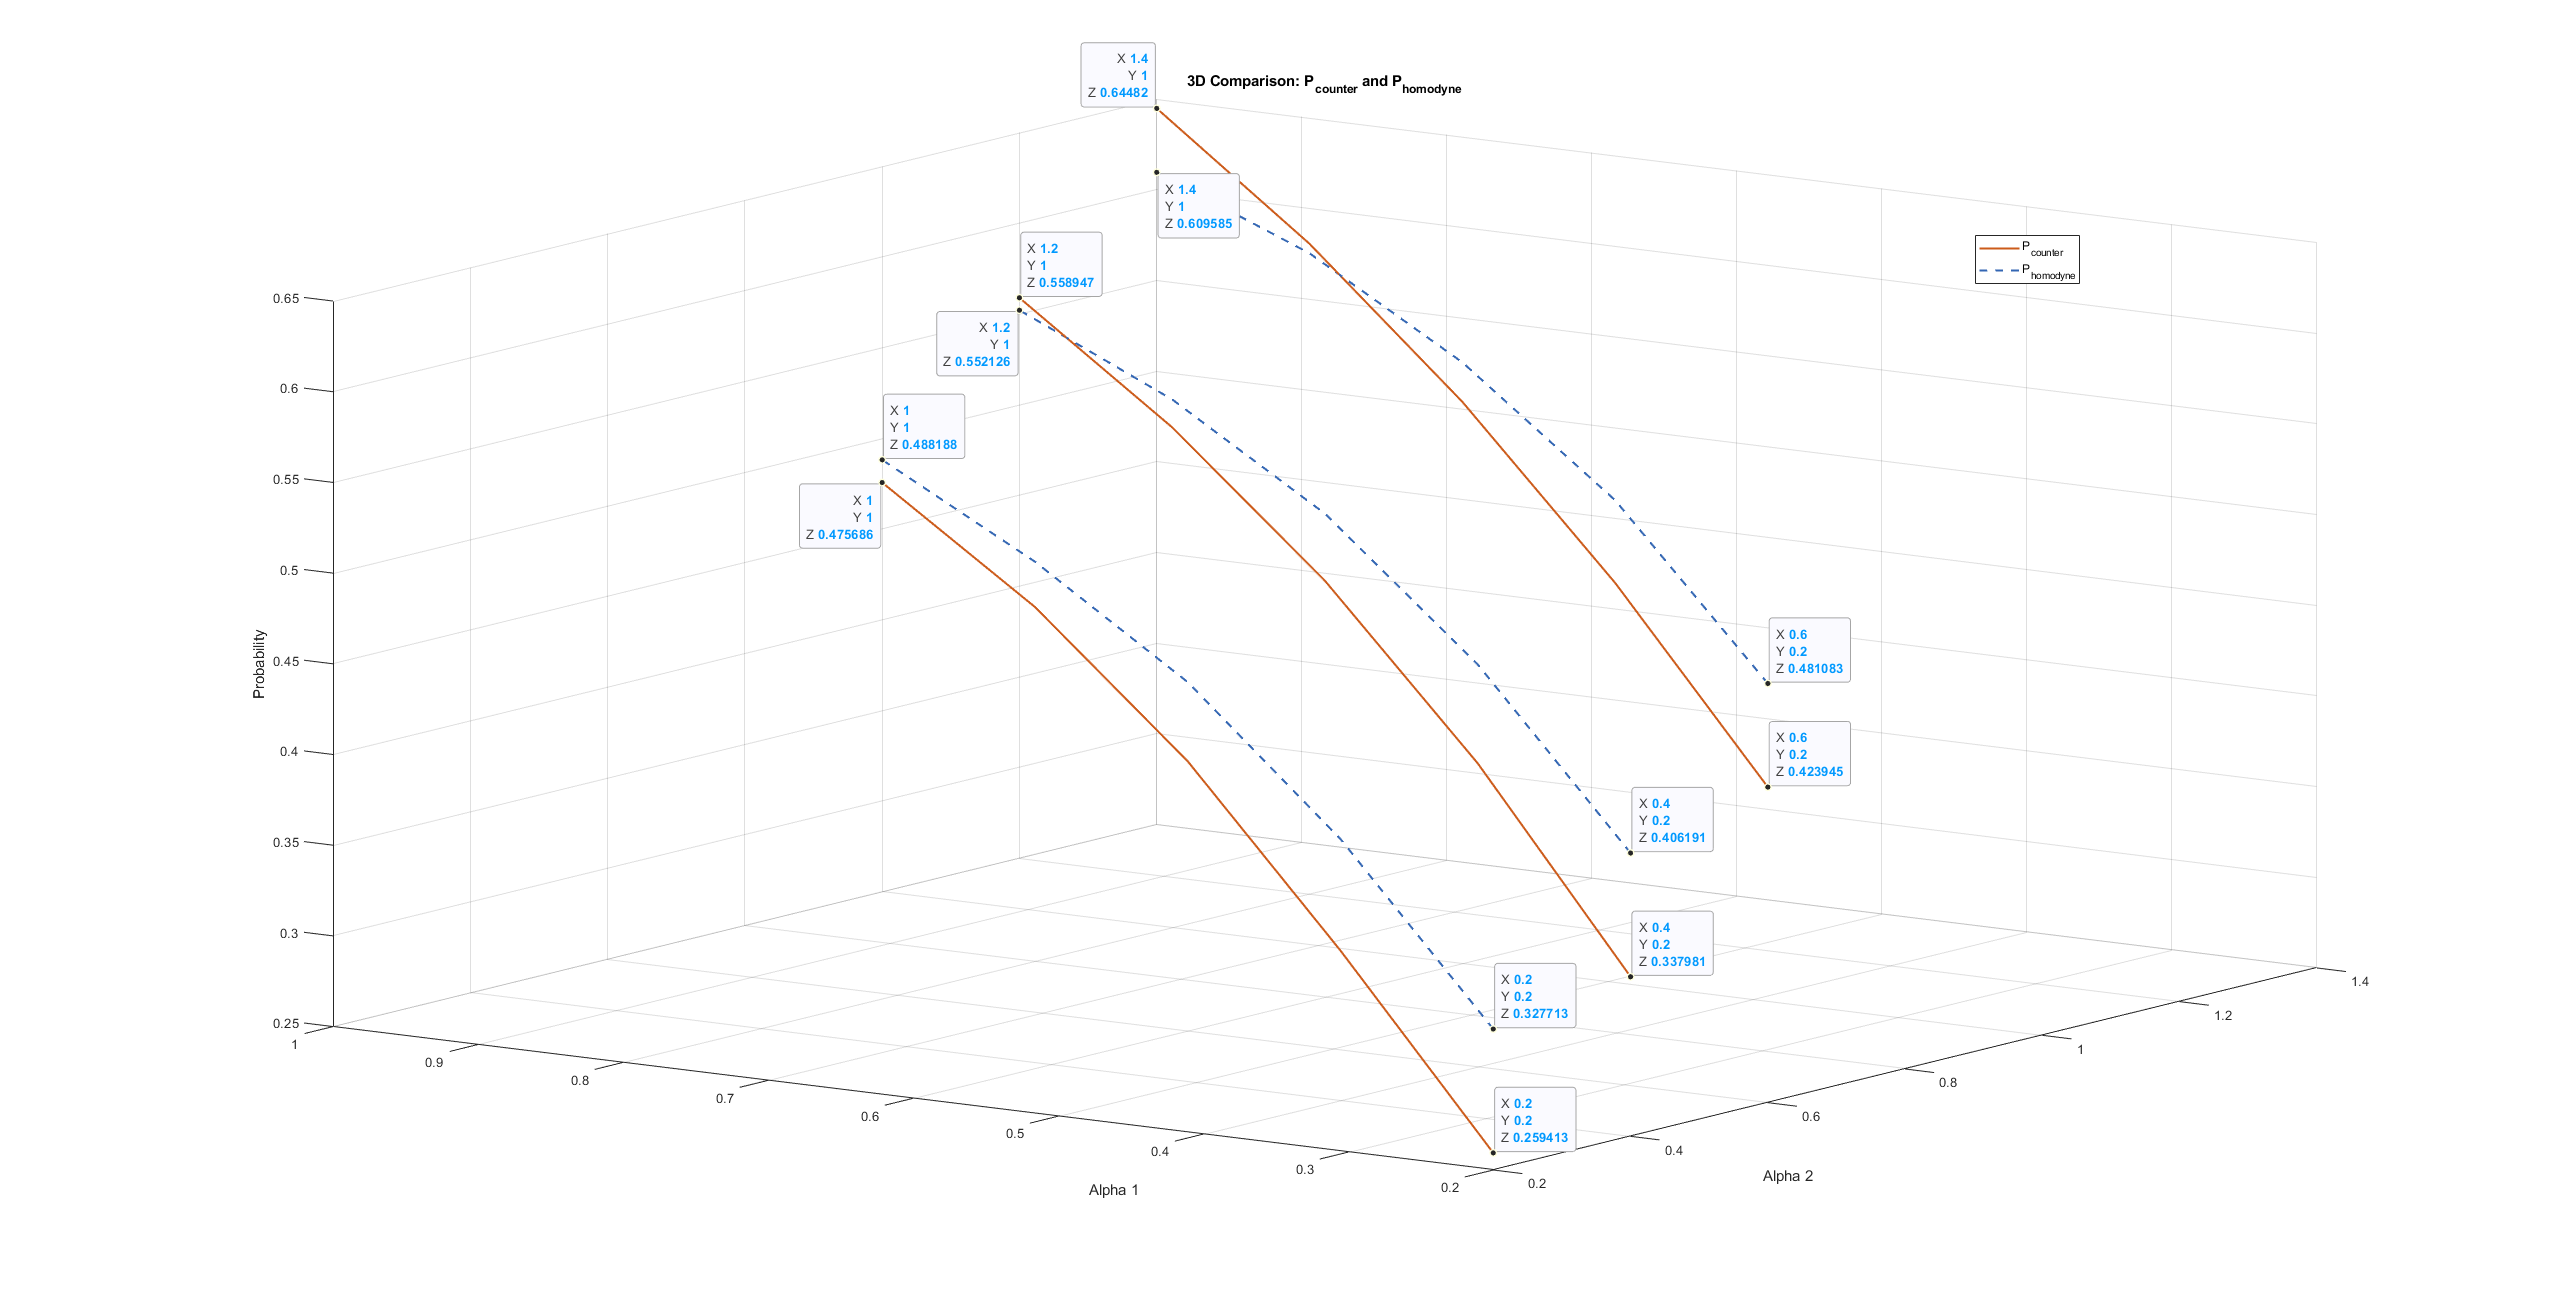 3D Comparison: P_counter and P_homodyne
X 1.4
Y 1
Z 0.64482
X 1.4
Y 1
Z 0.609585
X 1.2
Y 1
Z 0.558947
X 1.2
Y 1
Z 0.552126
X 1
Y 1
Z 0.488188
X 1
Y 1
Z 0.475686
P_counter
P_homodyne
X 0.6
Y 0.2
Z 0.481083
X 0.6
Y 0.2
Z 0.423945
X 0.4
Y 0.2
Z 0.406191
X 0.4
Y 0.2
Z 0.337981
X 0.2
Y 0.2
Z 0.327713
X 0.2
Y 0.2
Z 0.259413
Probability
0.65
0.6
0.55
0.5
0.45
0.4
0.35
0.3
0.25
1
0.9
0.8
0.7
0.6
0.5
0.4
0.3
0.2
Alpha 1
0.2
0.4
0.6
0.8
1
1.2
1.4
Alpha 2